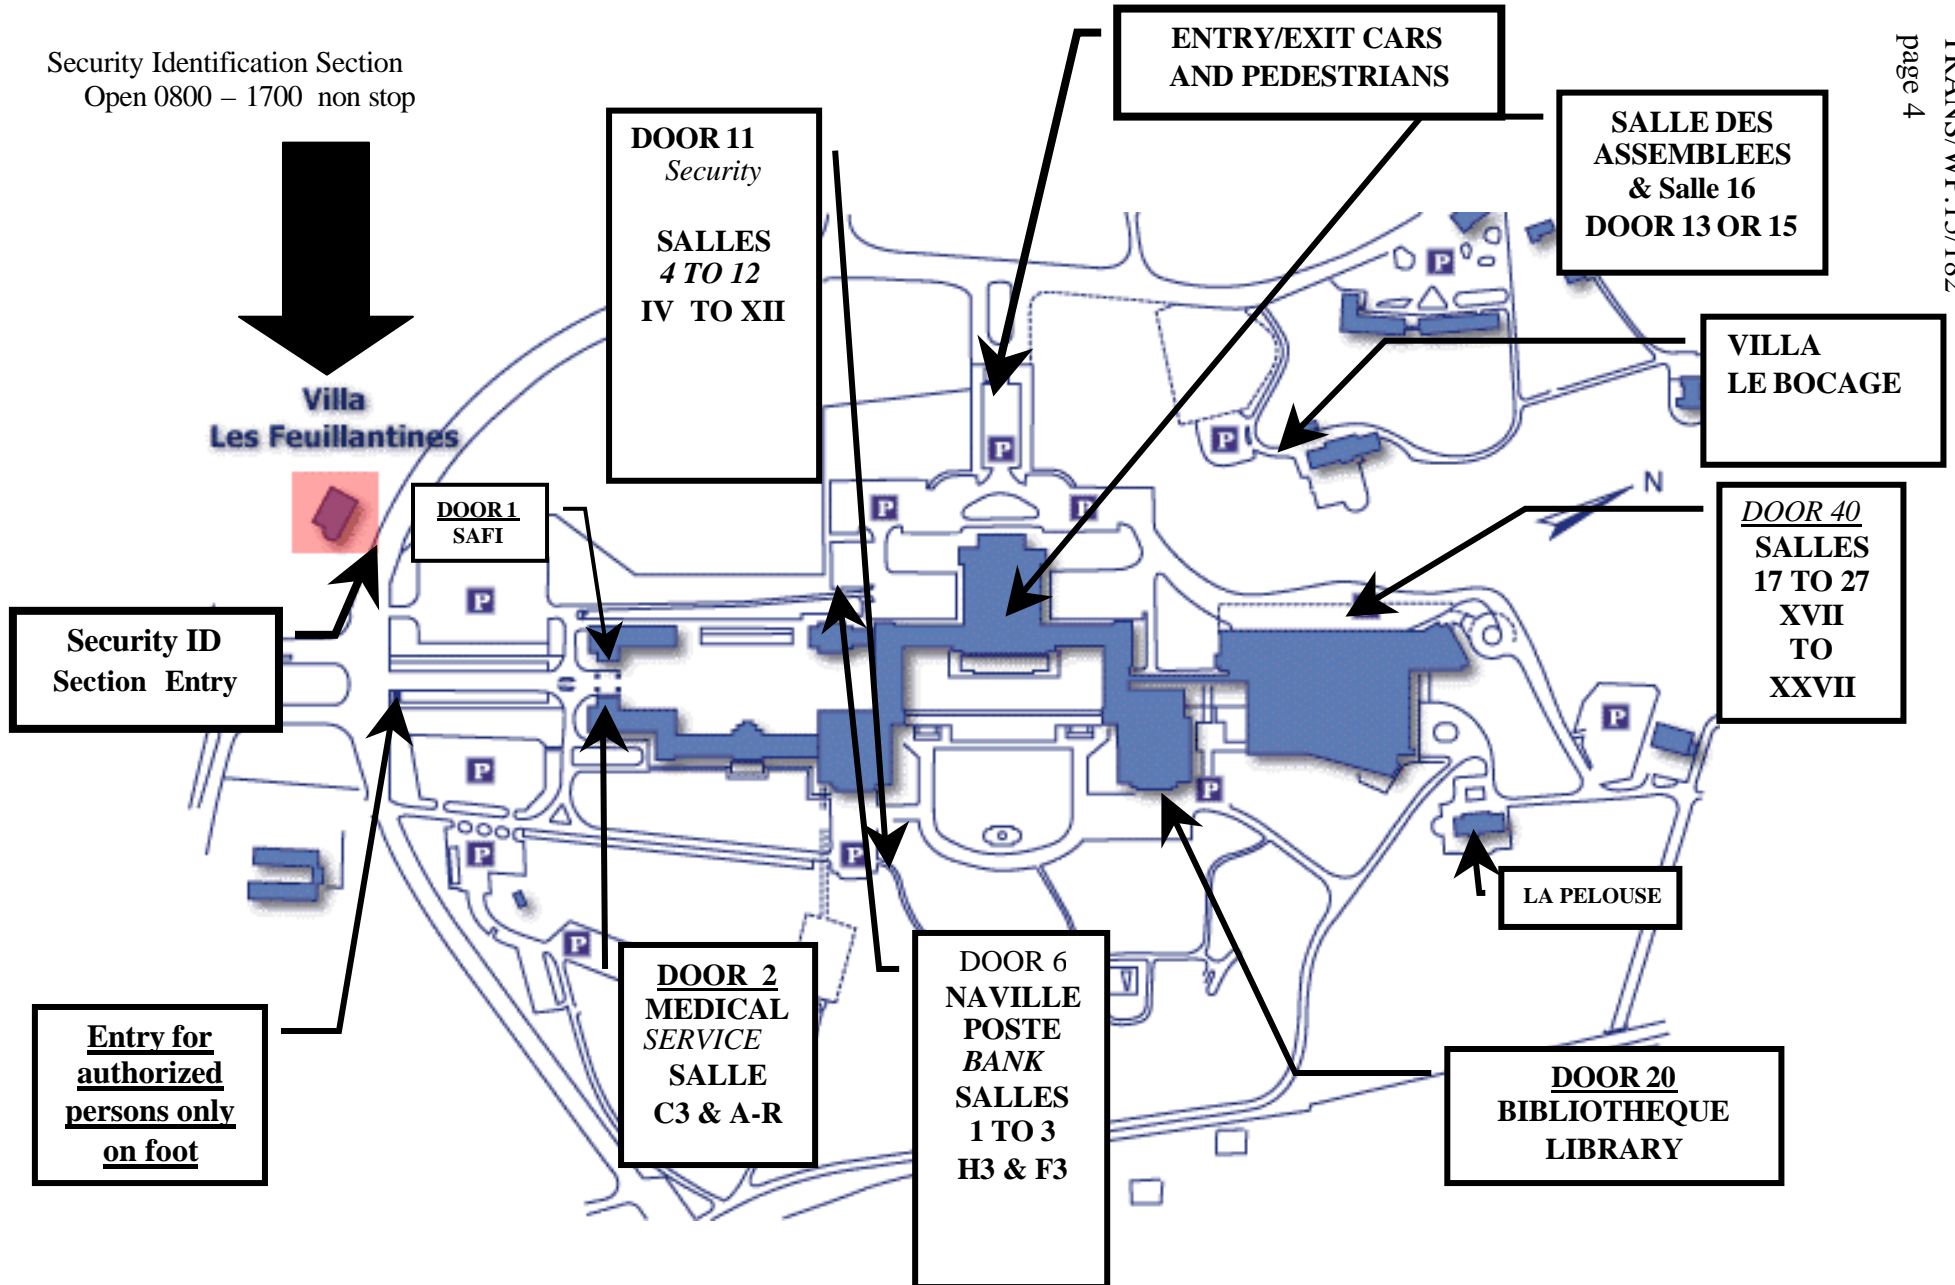 TRANS/WP.15/182
page 4
Security Identification Section
Open 0800 – 1700 non stop
ENTRY/EXIT CARS
AND PEDESTRIANS
DOOR 11
Security
SALLES
4 TO 12
IV TO XII
SALLE DES
ASSEMBLEES
& Salle 16
DOOR 13 OR 15
VILLA
LE BOCAGE
Villa
Les Feuillantines
DOOR 1
SAFI
N
DOOR 40
SALLES
17 TO 27
XVII
TO
XXVII
Security ID
Section Entry
P
P
P
P
P
P
P
P
P
P
P
P
LA PELOUSE
Entry for
authorized
persons only
on foot
DOOR 2
MEDICAL
SERVICE
SALLE
C3 & A-R
DOOR 6
NAVILLE
POSTE
BANK
SALLES
1 TO 3
H3 & F3
DOOR 20
BIBLIOTHEQUE
LIBRARY